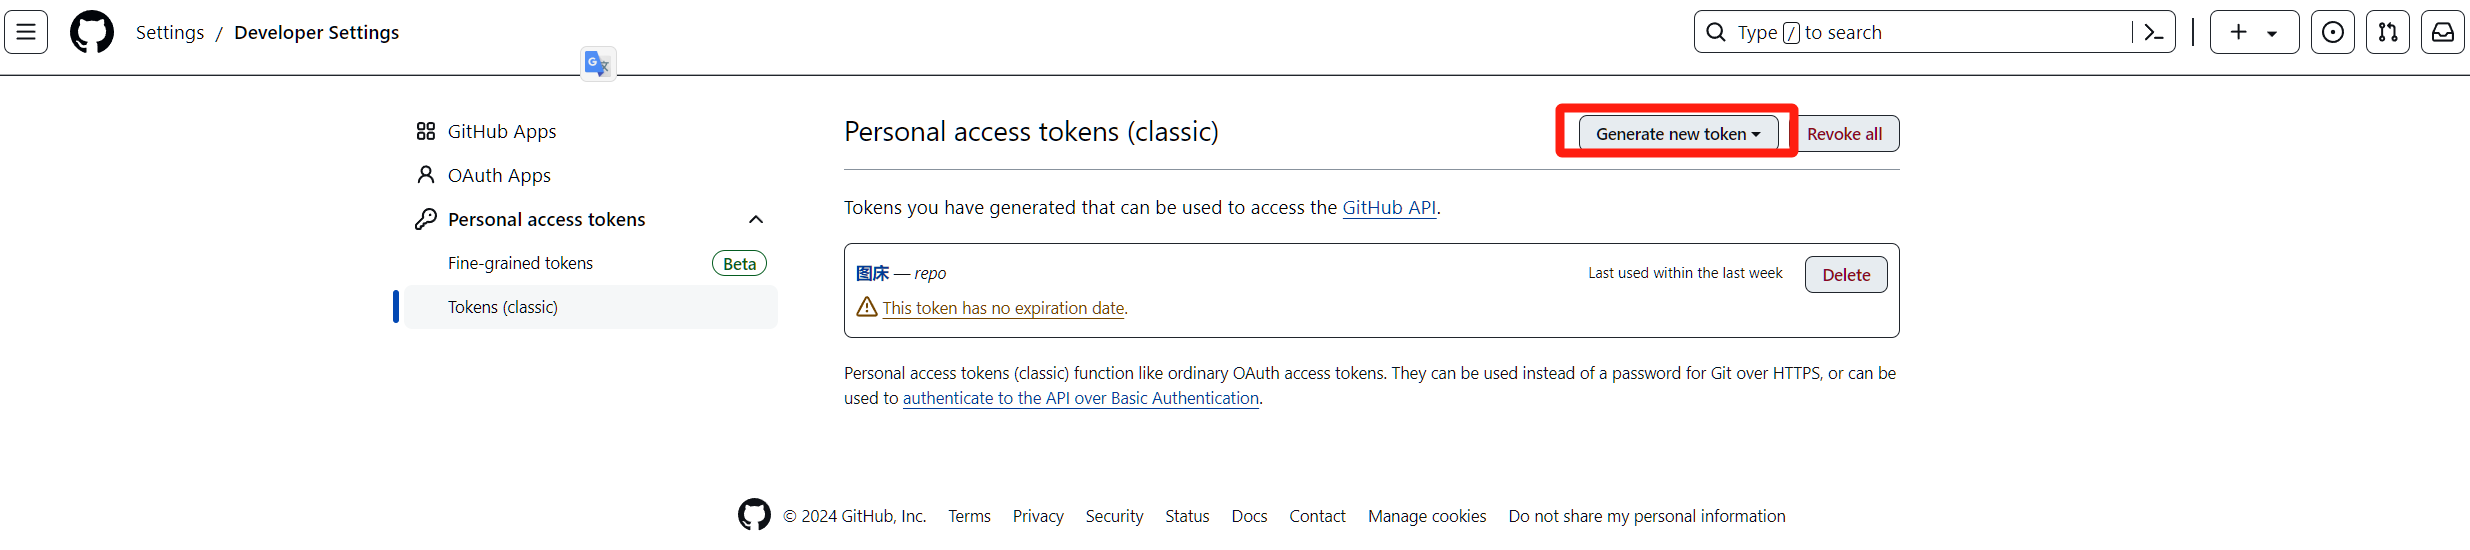 Settings / Developer Settings
Type / to search
GitHub Apps
OAuth Apps
Personal access tokens
Fine-grained tokens Beta
Tokens (classic)
Personal access tokens (classic)
Generate new token
Revoke all
Tokens you have generated that can be used to access the GitHub API.
图床 — repo
Last used within the last week
Delete
This token has no expiration date.
Personal access tokens (classic) function like ordinary OAuth access tokens. They can be used instead of a password for Git over HTTPS, or can be
used to authenticate to the API over Basic Authentication.
© 2024 GitHub, Inc. Terms Privacy Security Status Docs Contact Manage cookies Do not share my personal information